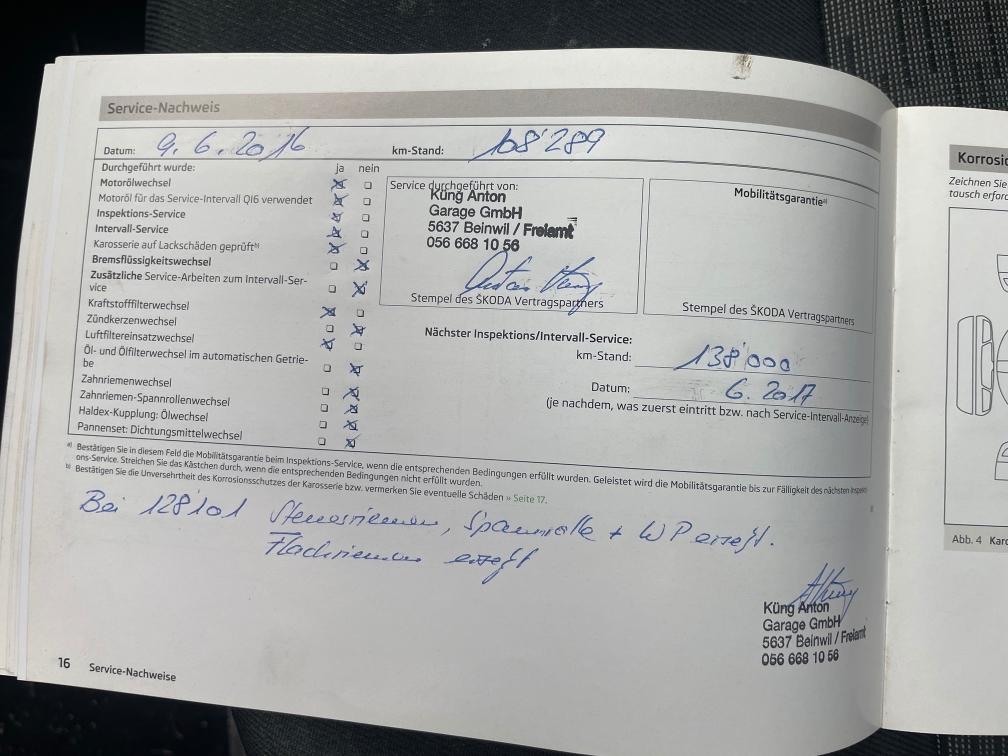 Service-Nachweis
Datum: 9.6.2016 km-Stand: 108'289
Durchgeführt wurde: ja nein
Motorölwechsel
Motoröl für das Service-Intervall QI6 verwendet
Inspektions-Service
Intervall-Service
Karosserie auf Lackschäden geprüft b)
Bremsflüssigkeitswechsel
Zusätzliche Service-Arbeiten zum Intervall-Ser-
vice
Kraftstofffilterwechsel
Zündkerzenwechsel
Luftfiltereinsatzwechsel
Öl- und Ölfilterwechsel im automatischen Getrie-
be
Zahnriemenwechsel
Zahnriemen-Spannrollenwechsel
Haldex-Kupplung: Ölwechsel
Pannenset: Dichtungsmittelwechsel
Service durchgeführt von:
Küng Anton
Garage GmbH
5637 Beinwil / Freiamt
056 668 10 56
Stempel des ŠKODA Vertragspartners
Mobilitätsgarantie a)
Stempel des ŠKODA Vertragspartners
Nächster Inspektions/Intervall-Service:
km-Stand: 138'000
Datum: 6.2017
(je nachdem, was zuerst eintritt bzw. nach Service-Intervall-Anzeige)
a) Bestätigen Sie in diesem Feld die Mobilitätsgarantie beim Inspektions-Service, wenn die entsprechenden Bedingungen erfüllt wurden. Geleistet wird die Mobilitätsgarantie bis zur Fälligkeit des nächsten Inspekti-
ons-Service. Streichen Sie das Kästchen durch, wenn die entsprechenden Bedingungen nicht erfüllt wurden.
b) Bestätigen Sie die Unversehrtheit des Korrosionsschutzes der Karosserie bzw. vermerken Sie eventuelle Schäden » Seite 17.
Bei 128'101 Steuerriemen, Spannrolle + WP ersetzt.
Flachriemen ersetzt
Küng Anton
Garage GmbH
5637 Beinwil / Freiamt
056 668 10 56
16 Service-Nachweise
Zeichnen Sie
tausch
Abb. 4